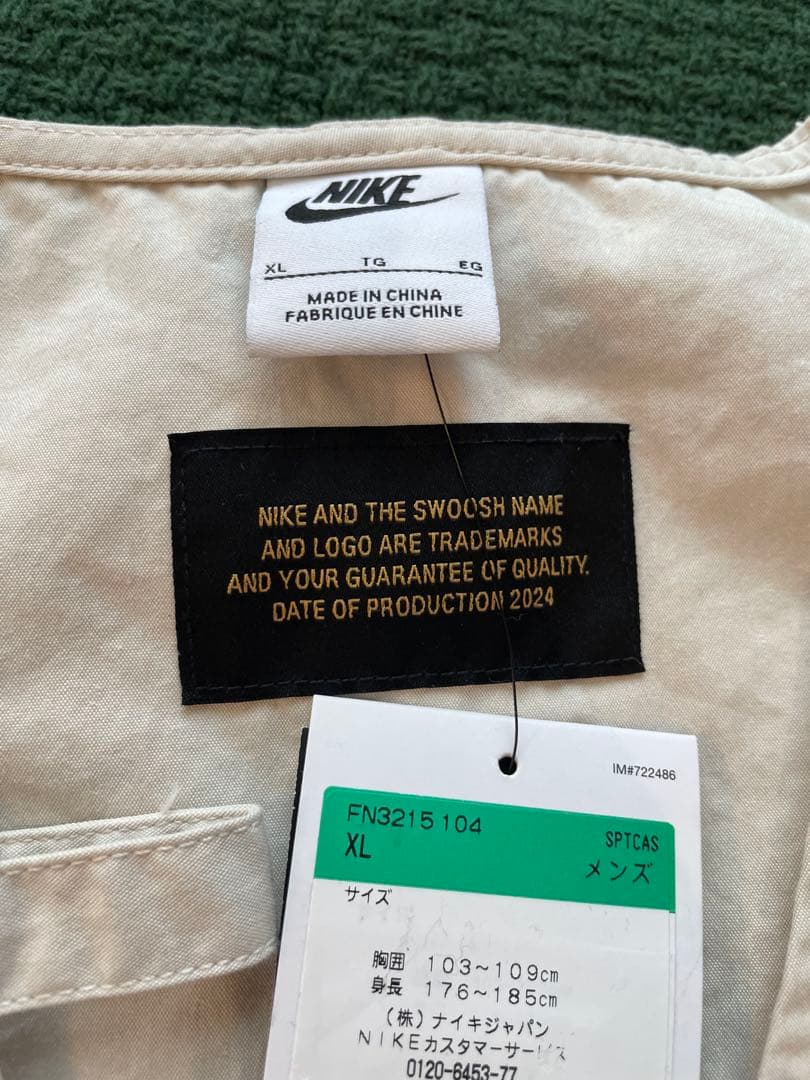 NIKE
XL TG EG
MADE IN CHINA
FABRIQUE EN CHINE
NIKE AND THE SWOOSH NAME
AND LOGO ARE TRADEMARKS
AND YOUR GUARANTEE OF QUALITY.
DATE OF PRODUCTION 2024
IM#722486
FN3215 104
XL
SPTCAS
メンズ
サイズ
胸囲 103~109cm
身長 176~185cm
(株)ナイキジャパン
NIKEカスタマーサービス
0120-6453-77